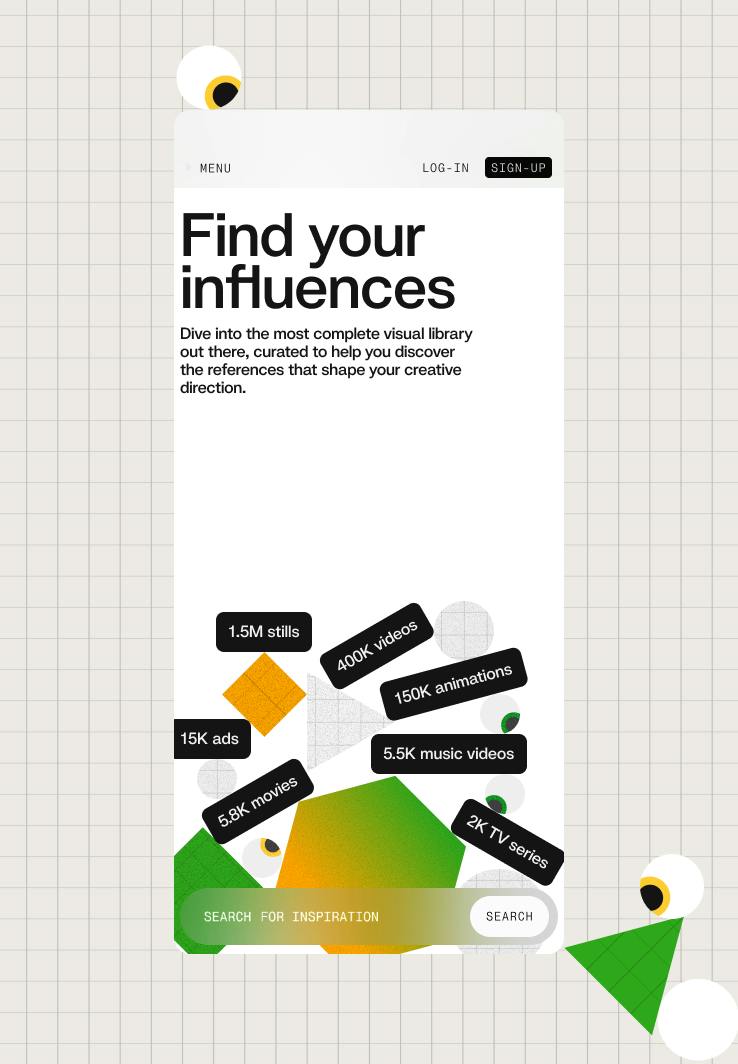 MENU
LOG-IN
SIGN-UP
Find your
influences
Dive into the most complete visual library
out there, curated to help you discover
the references that shape your creative
direction.
1.5M stills
400K videos
150K animations
15K ads
5.5K music videos
5.8K movies
2K TV series
SEARCH FOR INSPIRATION
SEARCH